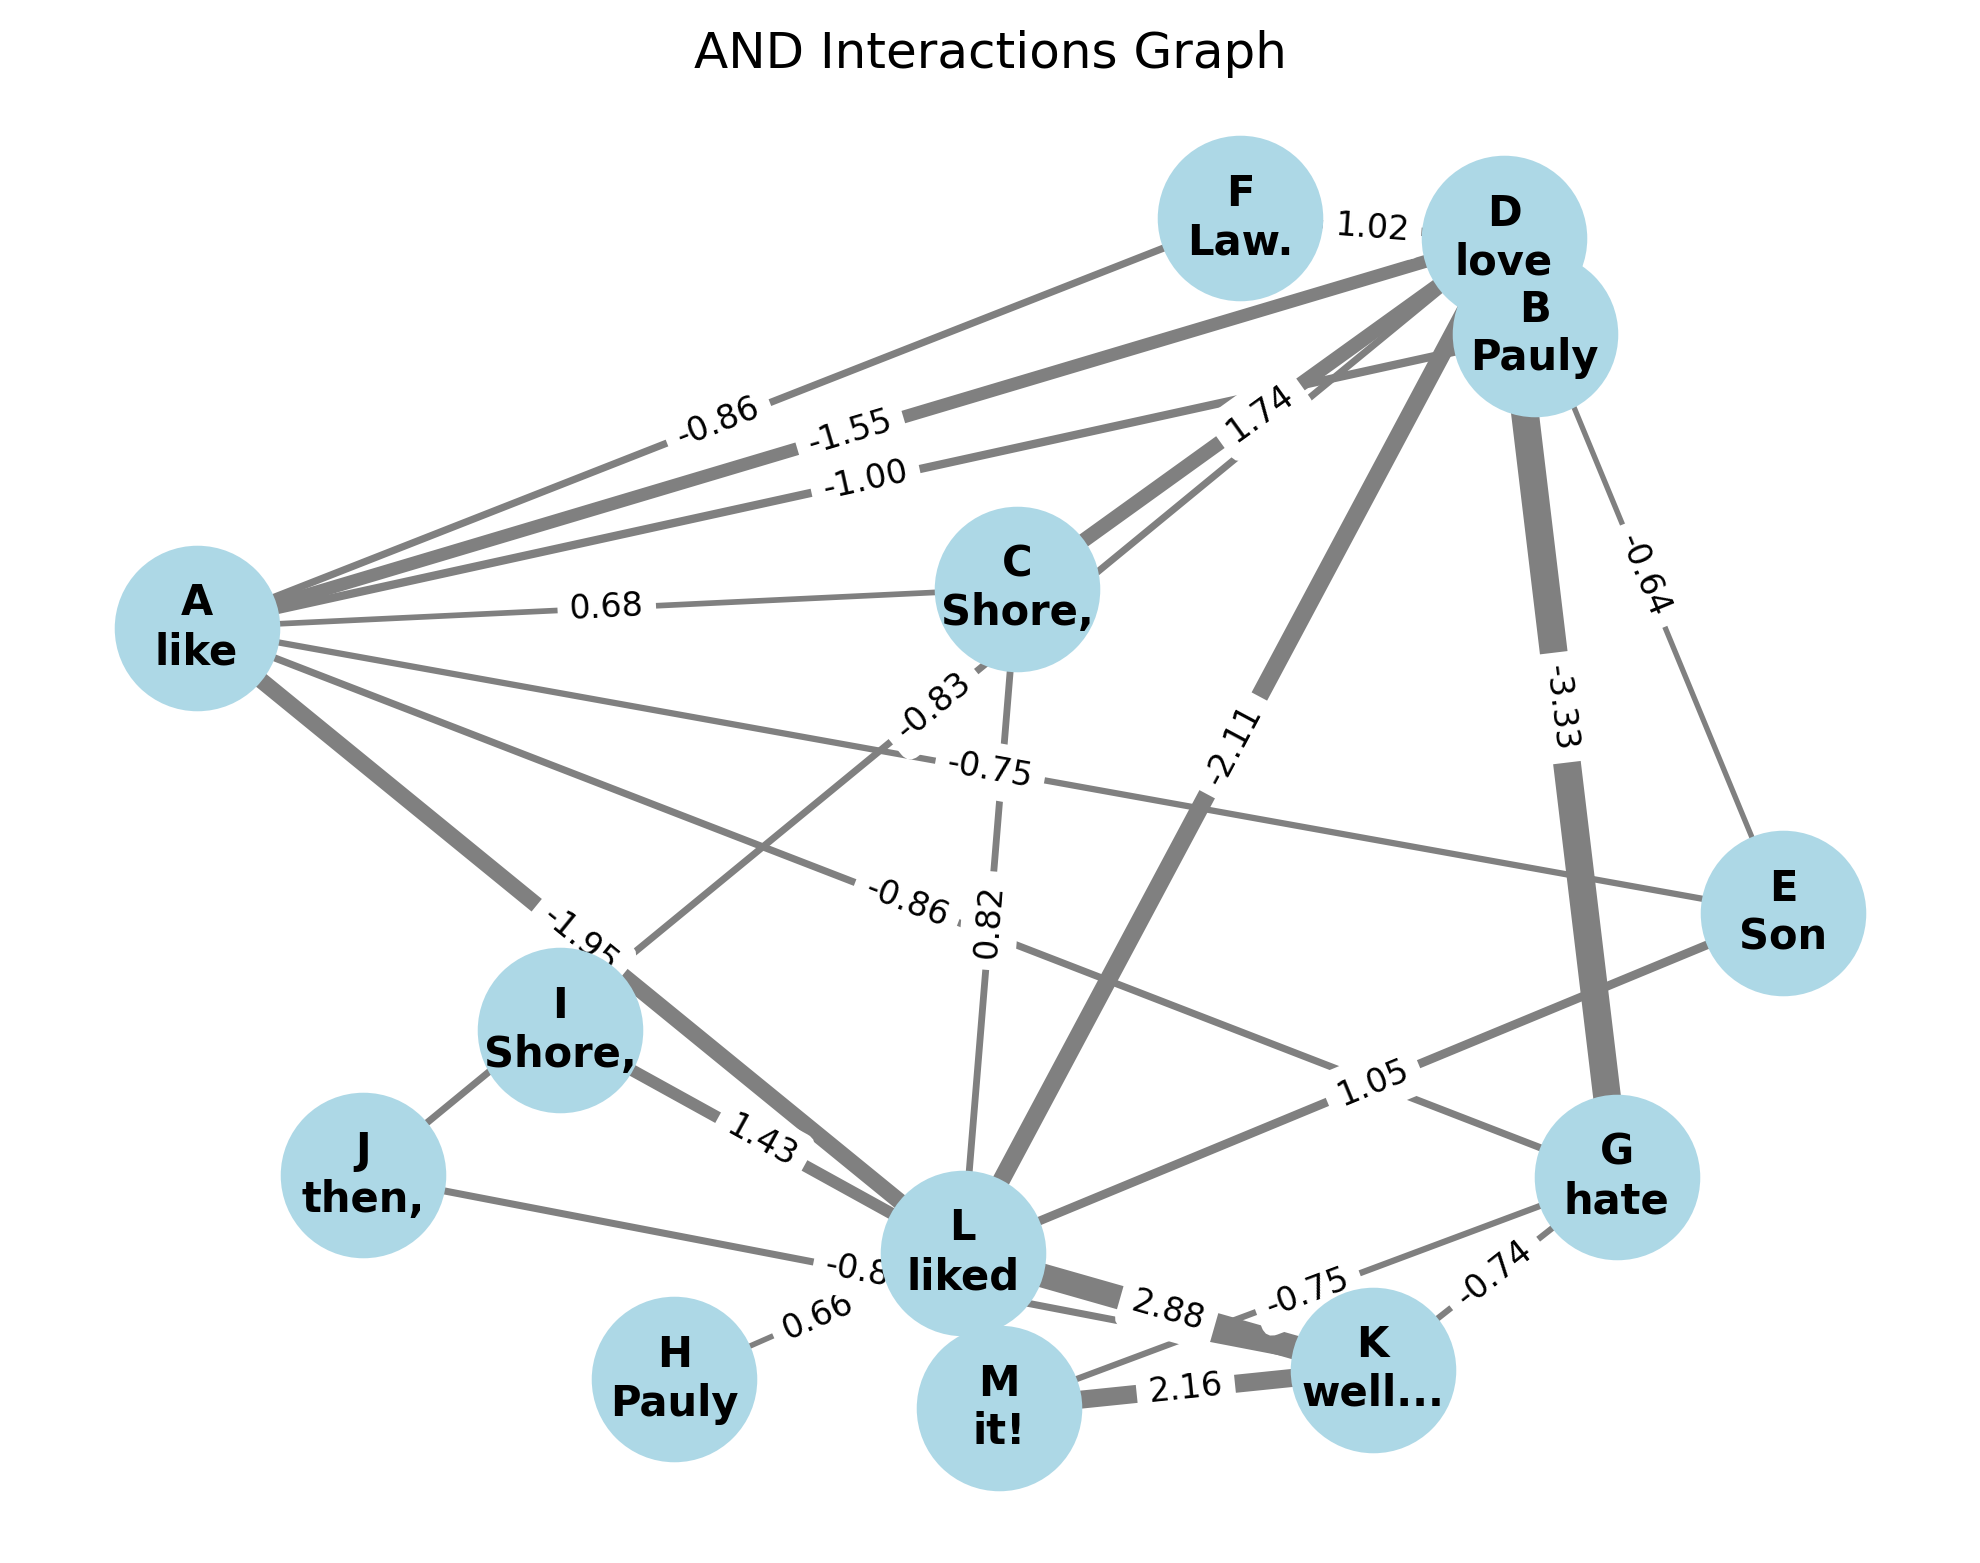 AND Interactions Graph
F
Law.
1.02
D
love
B
Pauly
-0.86
-1.55
1.74
-1.00
C
Shore,
-0.64
A
like
0.68
-0.83
-3.33
-2.11
-0.75
-0.86
0.82
E
Son
-1.95
I
Shore,
1.05
1.43
J
then,
G
hate
L
liked
-0.8
-0.74
-0.75
0.66
2.88
H
Pauly
M
it!
2.16
K
well...